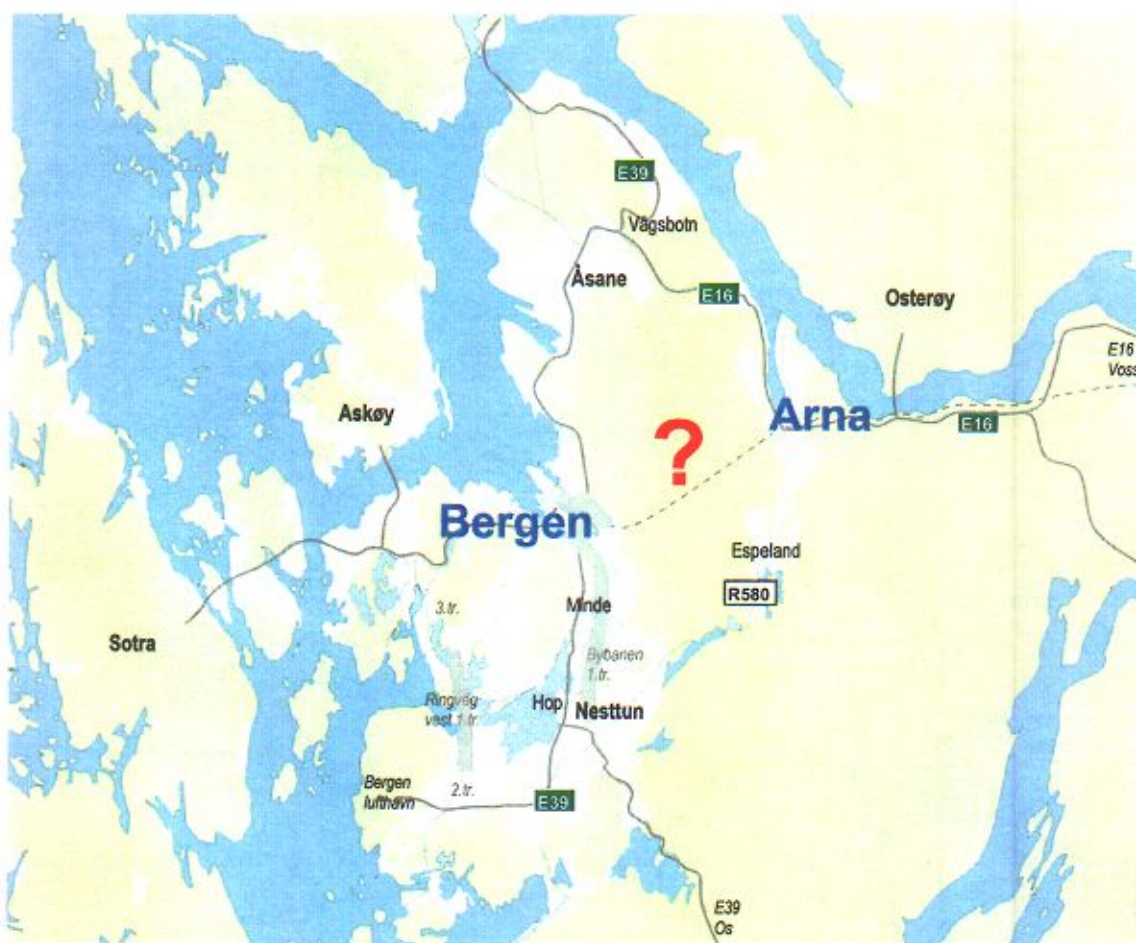 E39
Vågsbotn
Åsane
E16
Osterøy
E16
Voss
Askøy
?
Arna
E16
Bergen
Espeland
R580
3.tr.
Minde
Sotra
Bybanen
1.tr.
Ringveg
vest 1.tr
Hop
Nesttun
Bergen
lufthavn
2.tr.
E39
E39
Os